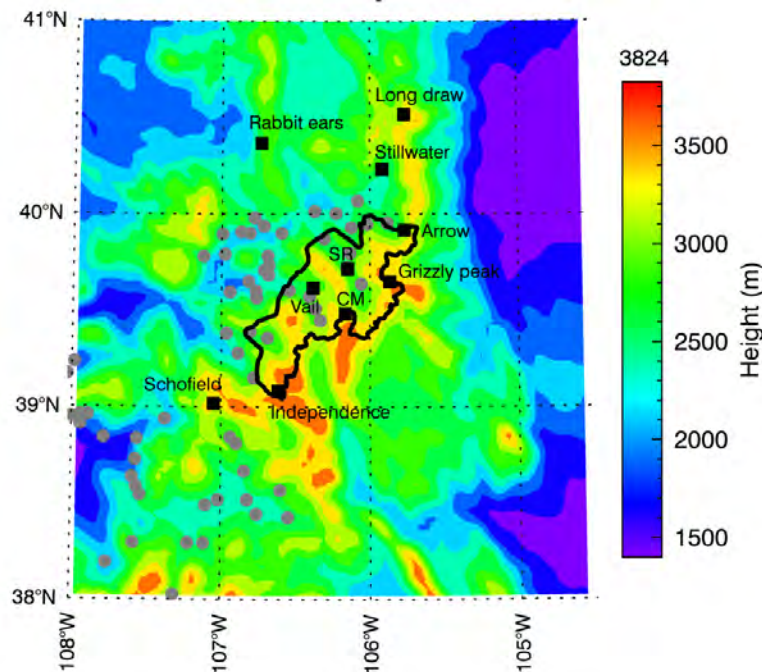 41°N
3824
Long draw
Rabbit ears
3500
Stillwater
40°N
Arrow
3000
SR
Grizzly peak
Vail
CM
2500
Height (m)
Schofield
39°N
Independence
2000
1500
38°N
108°W
107°W
106°W
105°W